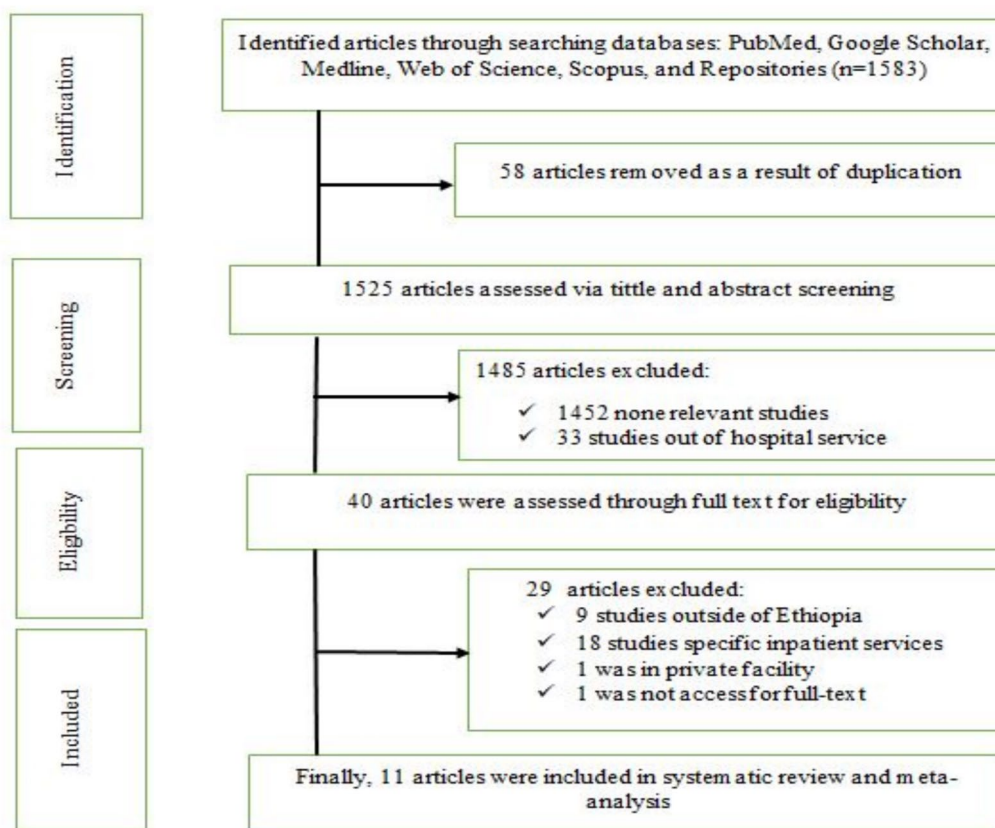 Identification
Identified articles through searching databases: PubMed, Google Scholar,
Medline, Web of Science, Scopus, and Repositories (n=1583)
58 articles removed as a result of duplication
Screening
1525 articles assessed via tittle and abstract screening
1485 articles excluded:
✓ 1452 none relevant studies
✓ 33 studies out of hospital service
Eligibility
40 articles were assessed through full text for eligibility
29 articles excluded:
✓ 9 studies outside of Ethiopia
✓ 18 studies specific inpatient services
✓ 1 was in private facility
✓ 1 was not access for full-text
Included
Finally, 11 articles were included in systematic review and meta-
analysis